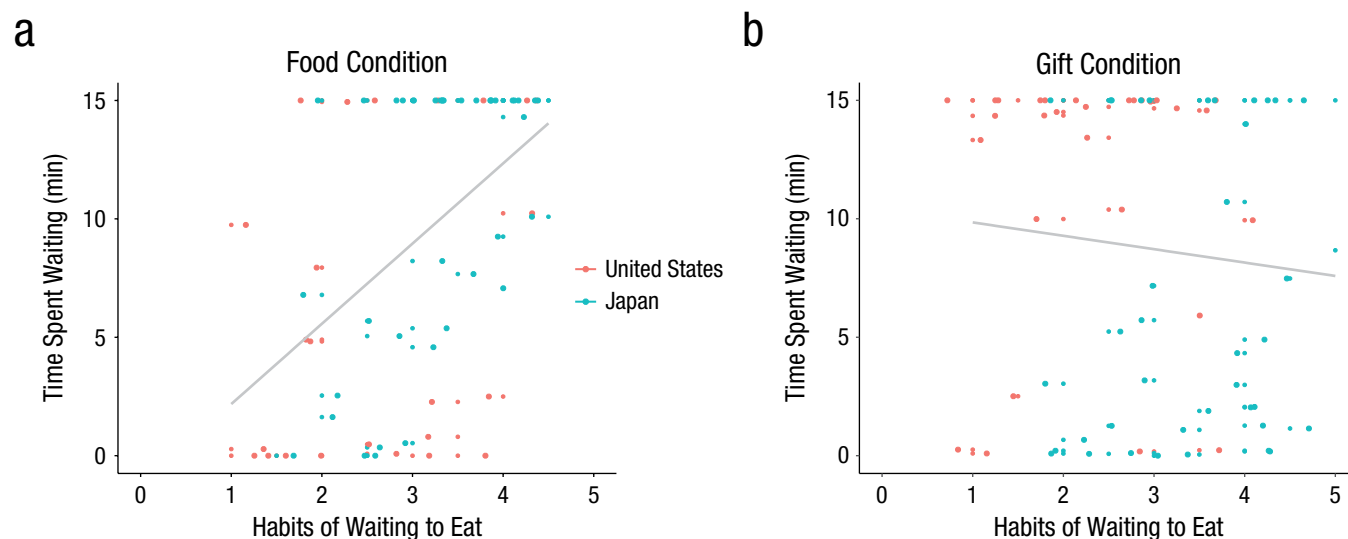 a
Food Condition
Time Spent Waiting (min)
15
10
5
0
0 1 2 3 4 5
Habits of Waiting to Eat
United States
Japan
b
Gift Condition
Time Spent Waiting (min)
15
10
5
0
0 1 2 3 4 5
Habits of Waiting to Eat